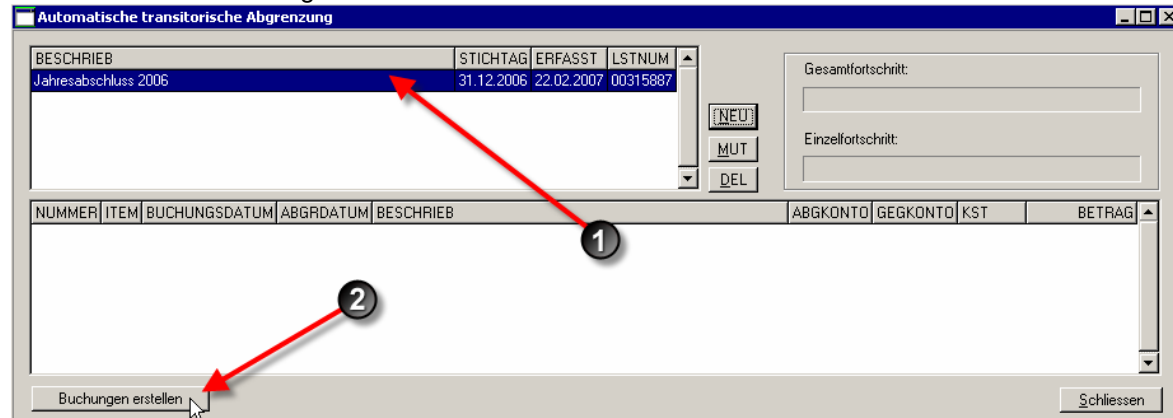 Automatische transitorische Abgrenzung
BESCHRIEB STICHTAG ERFASST LSTNUM
Jahresabschluss 2006 31.12.2006 22.02.2007 00315887
Gesamtfortschritt:
NEU
Einzelfortschritt:
MUT
DEL
NUMMER ITEM BUCHUNGSDATUM ABGRDATUM BESCHRIEB ABGKONTO GEGKONTO KST BETRAG
1
2
Buchungen erstellen Schliessen